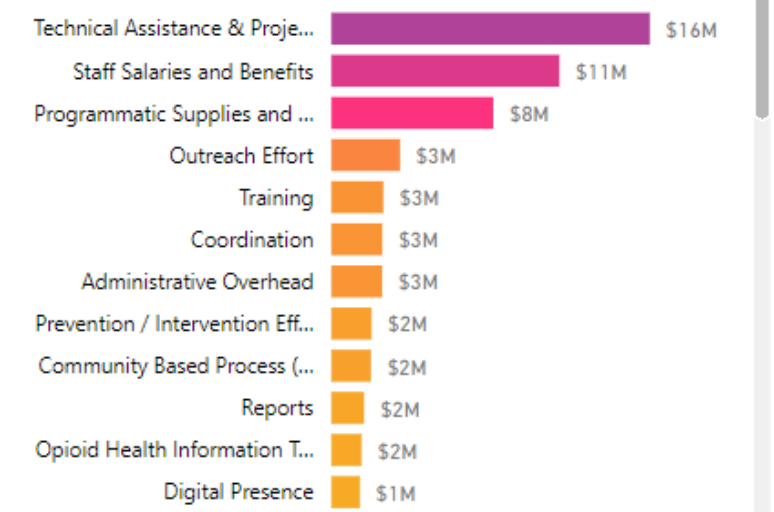 Technical Assistance & Proje... $16M
Staff Salaries and Benefits $11M
Programmatic Supplies and ... $8M
Outreach Effort $3M
Training $3M
Coordination $3M
Administrative Overhead $3M
Prevention / Intervention Eff... $2M
Community Based Process (... $2M
Reports $2M
Opioid Health Information T... $2M
Digital Presence $1M